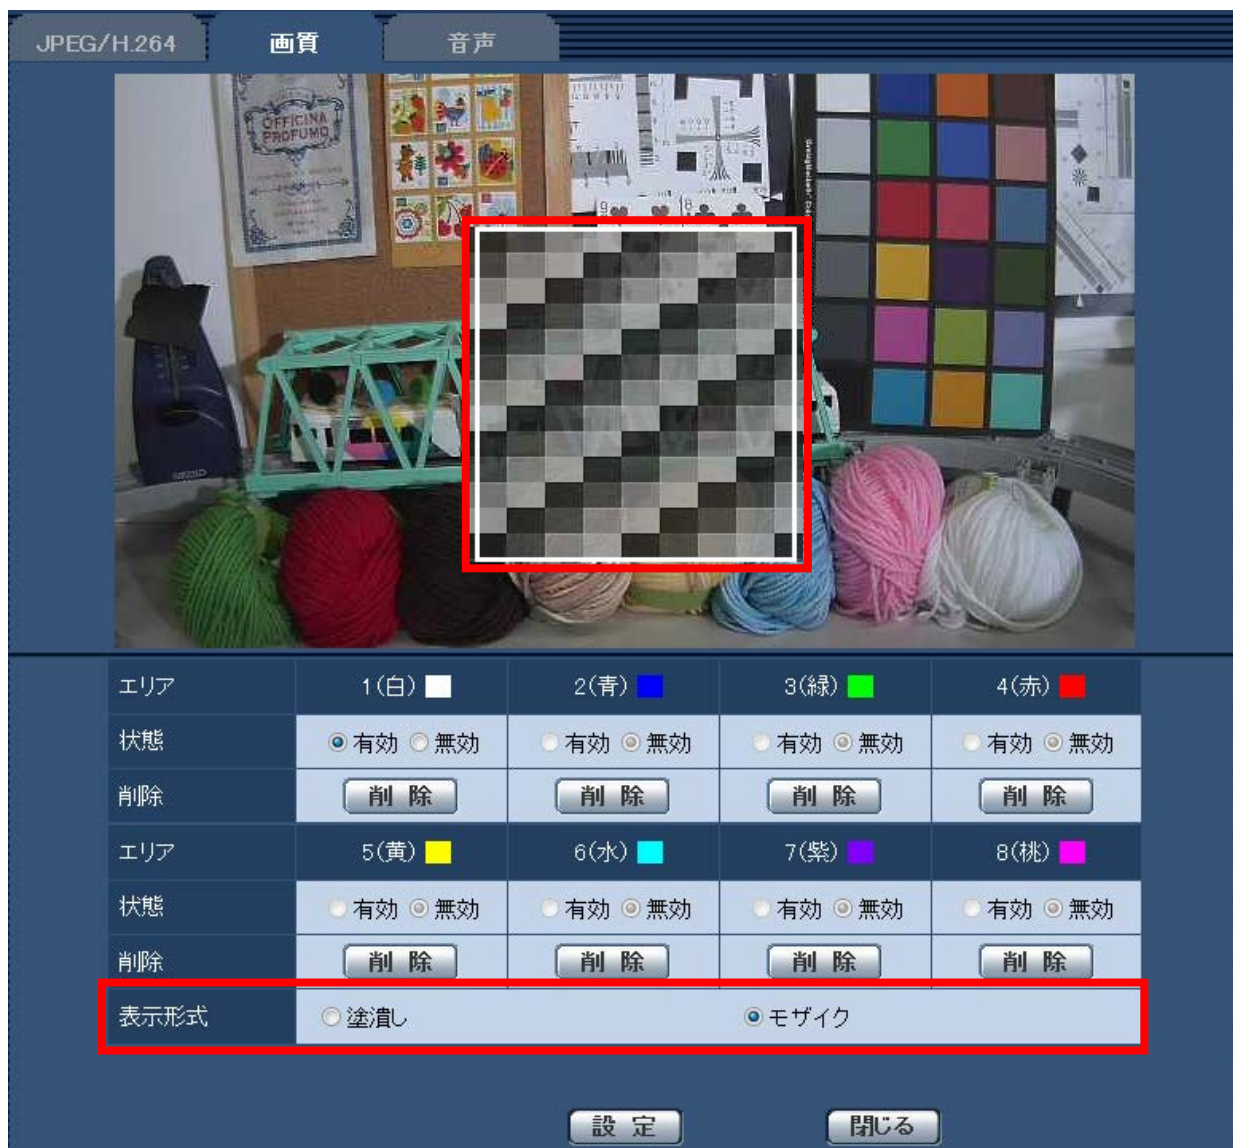 JPEG/H.264 画質 音声
OFFICINA
PROFUMO
SEIKO
エリア 1(白) 2(青) 3(緑) 4(赤)
状態 有効 無効 有効 無効 有効 無効 有効 無効
削除 削 除 削 除 削 除 削 除
エリア 5(黄) 6(水) 7(紫) 8(桃)
状態 有効 無効 有効 無効 有効 無効 有効 無効
削除 削 除 削 除 削 除 削 除
表示形式 塗潰し モザイク
設 定 閉じる